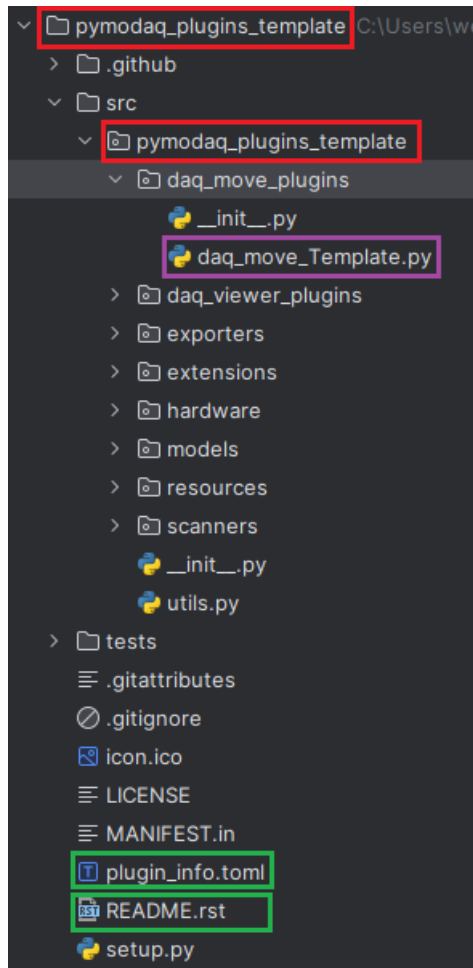 pymodaq_plugins_template C:\Users\w
.github
src
pymodaq_plugins_template
daq_move_plugins
__init__.py
daq_move_Template.py
daq_viewer_plugins
exporters
extensions
hardware
models
resources
scanners
__init__.py
utils.py
tests
.gitattributes
.gitignore
icon.ico
LICENSE
MANIFEST.in
T plugin_info.toml
RST README.rst
setup.py